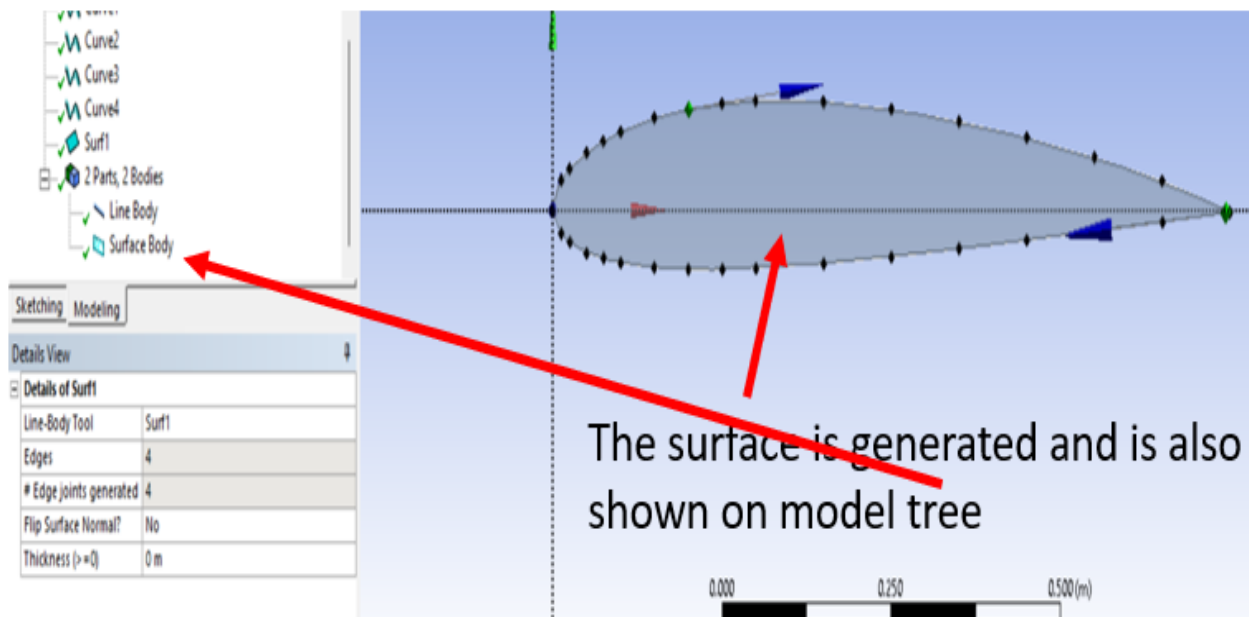 Curve2
Curve3
Curve4
Surf1
2 Parts, 2 Bodies
Line Body
Surface Body
Sketching Modeling
Details View
Details of Surf1
Line-Body Tool Surf1
Edges 4
# Edge joints generated 4
Flip Surface Normal? No
Thickness (>=0) 0 m
The surface is generated and is also
shown on model tree
0.000 0.250 0.500 (m)